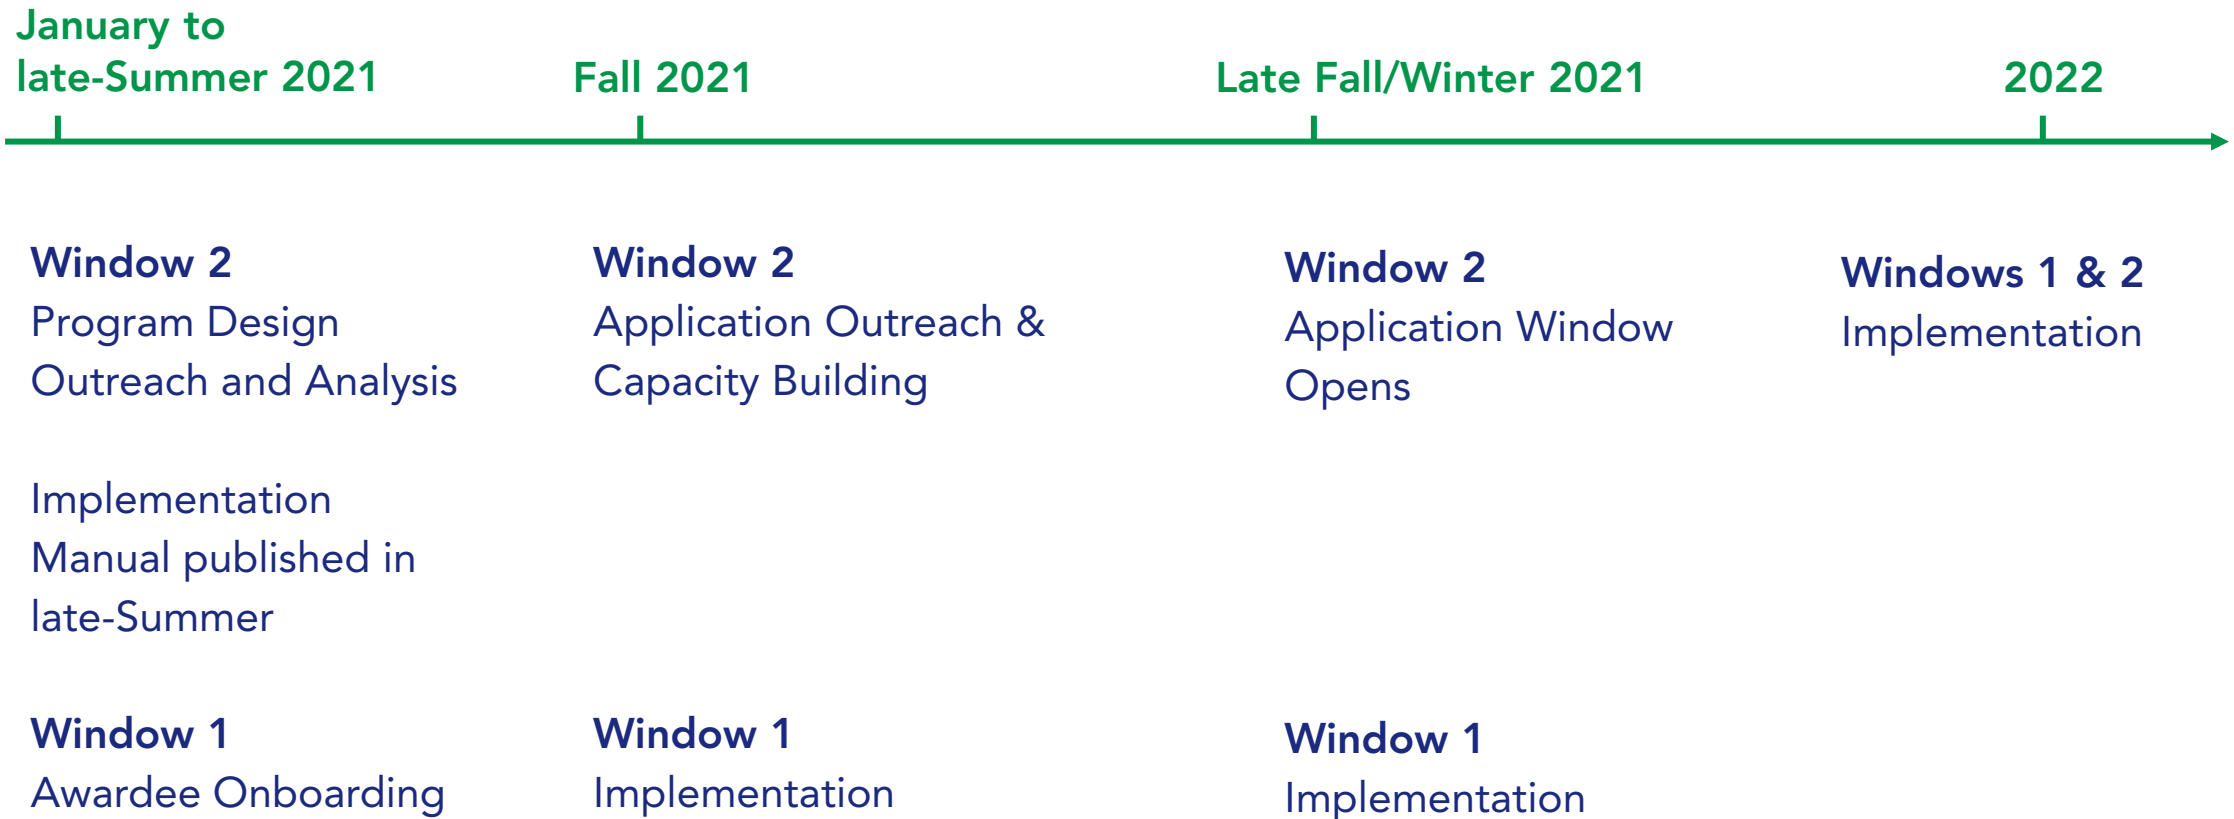 January to
late-Summer 2021
Fall 2021
Late Fall/Winter 2021
2022
Window 2
Program Design
Outreach and Analysis
Implementation
Manual published in
late-Summer
Window 1
Awardee Onboarding
Window 2
Application Outreach &
Capacity Building
Window 1
Implementation
Window 2
Application Window
Opens
Window 1
Implementation
Windows 1 & 2
Implementation